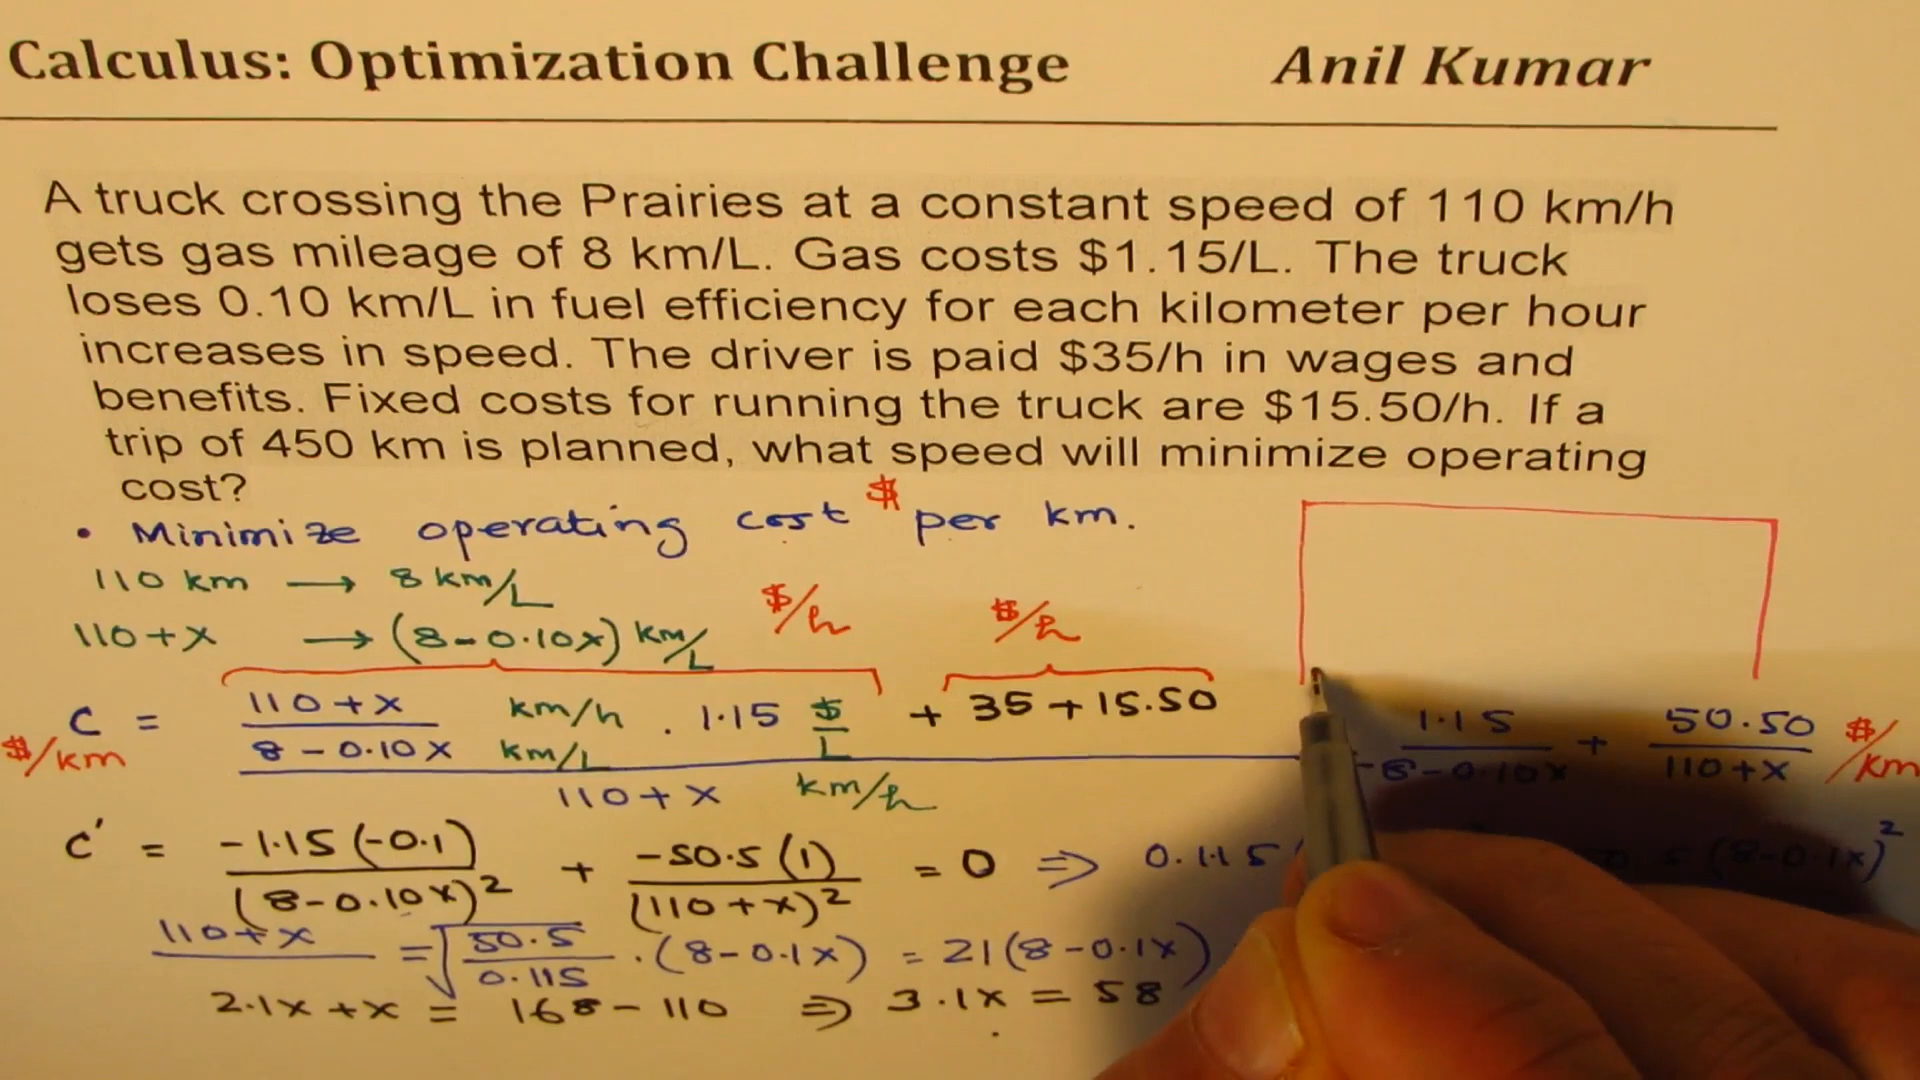 Calculus: Optimization Challenge Anil Kumar
A truck crossing the Prairies at a constant speed of 110 km/h
gets gas mileage of 8 km/L. Gas costs $1.15/L. The truck
loses 0.10 km/L in fuel efficiency for each kilometer per hour
increases in speed. The driver is paid $35/h in wages and
benefits. Fixed costs for running the truck are $15.50/h. If a
trip of 450 km is planned, what speed will minimize operating
cost?
• Minimize operating cost $ per km.
110 km → 8 km/L
110+x → (8-0.10x) km/L $/h $/h
C = 110+x km/h . 1.15 $ + 35+15.50 1.15 + 50.50 $/km
$/km 8-0.10x km/L L 8-0.10x 110+x
110+x km/h
C' = -1.15(-0.1) + -50.5(1) = 0 ⇒ 0.115 (8-0.1x)²
(8-0.10x)² (110+x)²
110+x = √50.5 .(8-0.1x) = 21(8-0.1x)
0.115
2.1x+x = 168-110 ⇒ 3.1x = 58